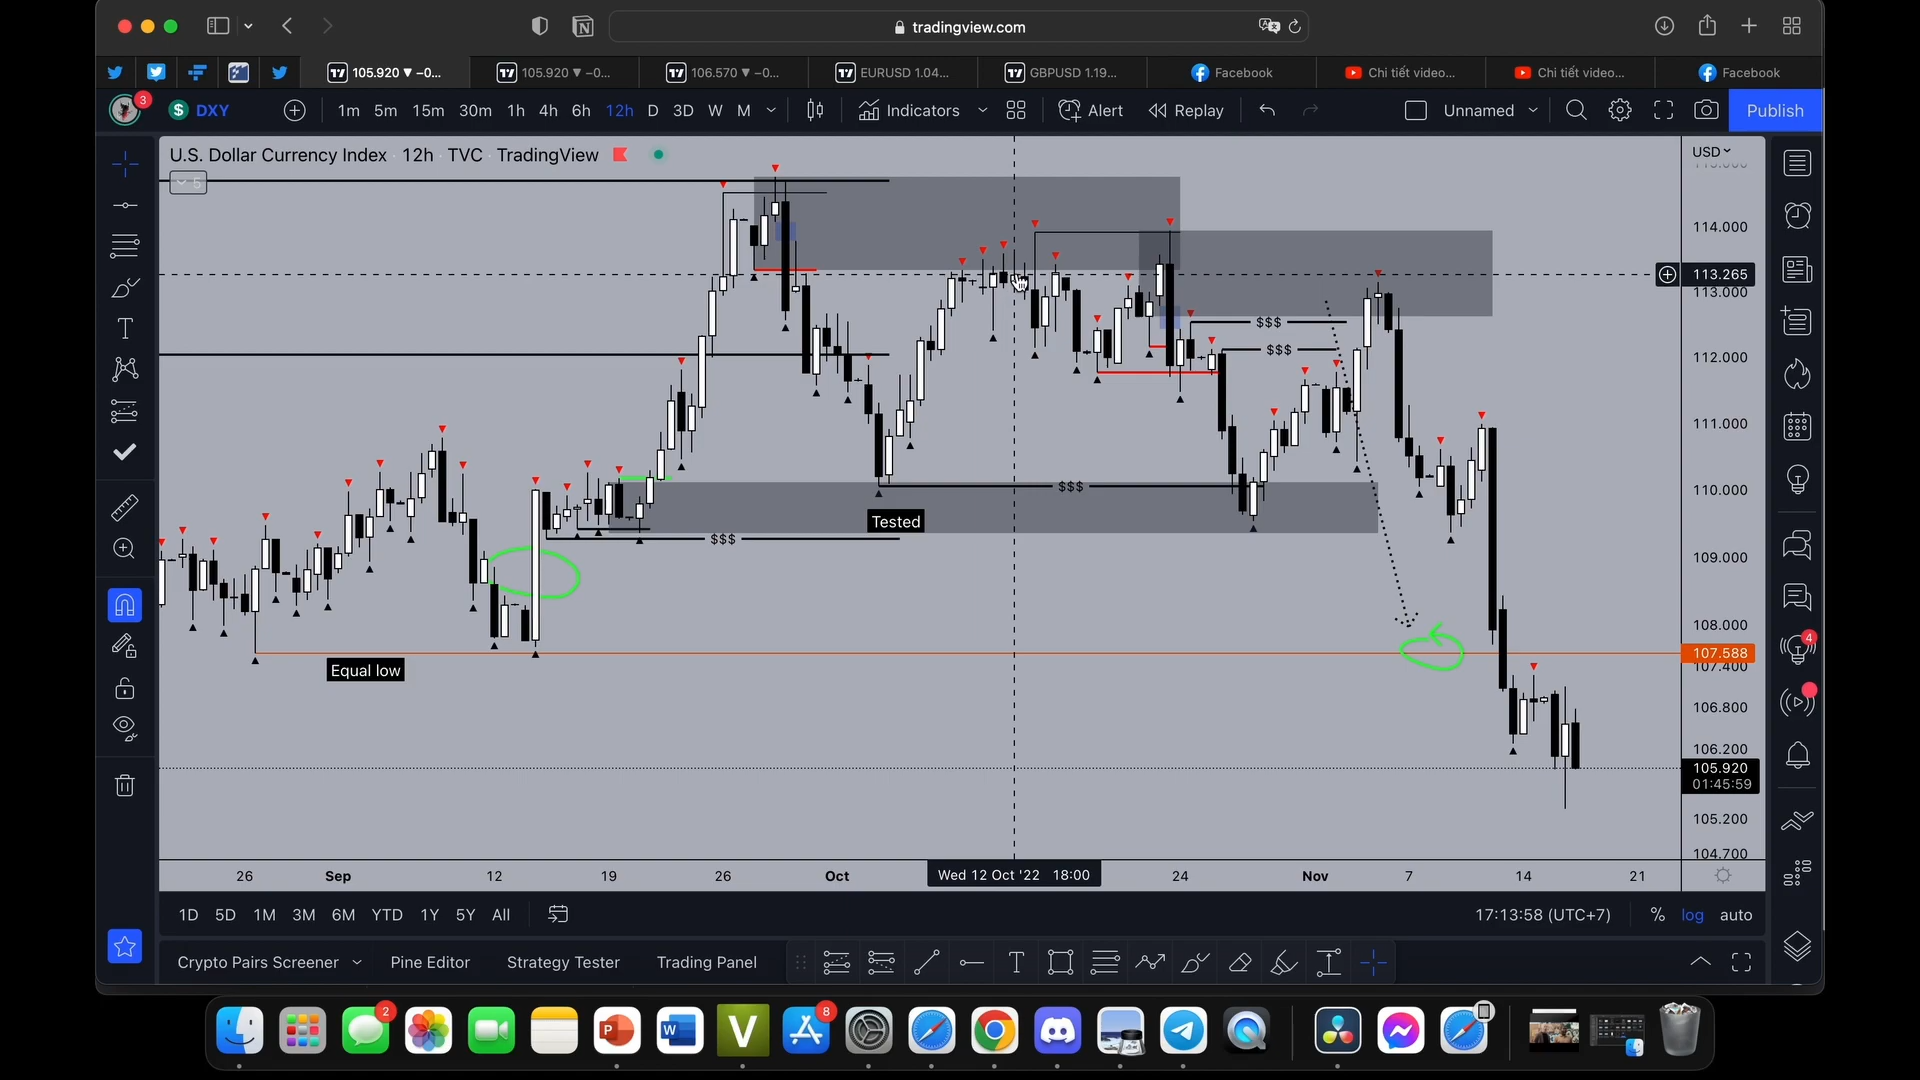 tradingview.com
105.920 ▼ −0...
105.920 ▼ −0...
106.570 ▼ −0...
EURUSD 1.04...
GBPUSD 1.19...
Facebook
Chi tiết video...
Chi tiết video...
Facebook
3
$ DXY
1m 5m 15m 30m 1h 4h 6h 12h D 3D W M
Indicators
Alert
Replay
Unnamed
Publish
U.S. Dollar Currency Index 12h TVC TradingView
5
USD
114.000
113.265
113.000
$$$
$$$
112.000
111.000
110.000
$$$
Tested
$$$
109.000
108.000
107.588
107.400
Equal low
4
106.800
106.200
105.920
01:45:59
105.200
104.700
26 Sep 12 19 26 Oct Wed 12 Oct '22 18:00 24 Nov 7 14 21
1D 5D 1M 3M 6M YTD 1Y 5Y All
17:13:58 (UTC+7) % log auto
Crypto Pairs Screener Pine Editor Strategy Tester Trading Panel
2
P
W
V
8